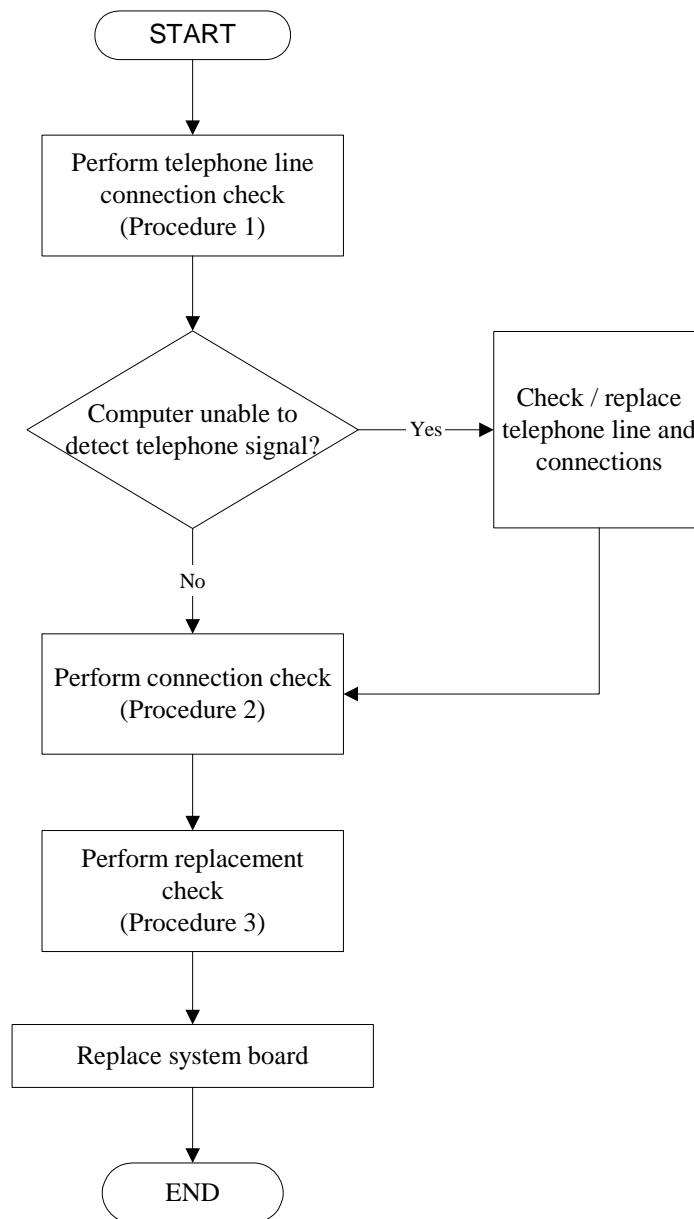 START
Perform telephone line
connection check
(Procedure 1)
Computer unable to
detect telephone signal?
Yes
Check / replace
telephone line and
connections
No
Perform connection check
(Procedure 2)
Perform replacement
check
(Procedure 3)
Replace system board
END